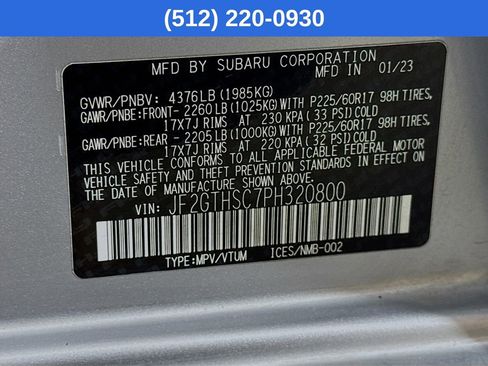 (512) 220-0930
MFD BY SUBARU CORPORATION
MADE IN JAPAN 01/23
GVWR/PNBV: 4376LB(1985KG)
GAWR/PNBE:FRONT- 2260LB(1025KG)WITH P225/60R17 98H TIRES,
17X7J RIMS AT 230 KPA(33 PSI)COLD
GAWR/PNBE:REAR - 2205LB(1000KG)WITH P225/60R17 98H TIRES,
17X7J RIMS AT 220 KPA(32 PSI)COLD
THIS VEHICLE CONFORMS TO ALL APPLICABLE FEDERAL MOTOR
VEHICLE SAFETY AND THEFT PREVENTION STANDARDS IN EFFECT ON
THE DATE OF MANUFACTURE SHOWN ABOVE.
VIN: JF2GTHSC7PH320800
TYPE:MPV/VTUM ICES/NMB-002